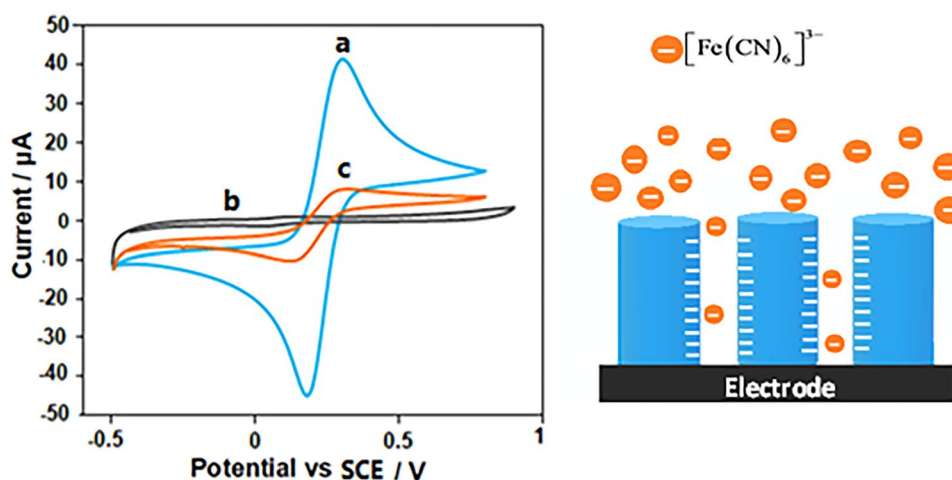 50
40
30
20
10
0
-10
-20
-30
-40
-50
Current / µA
a
b
c
-0.5
0
0.5
1
Potential vs SCE / V
[Fe(CN)₆]³⁻
Electrode